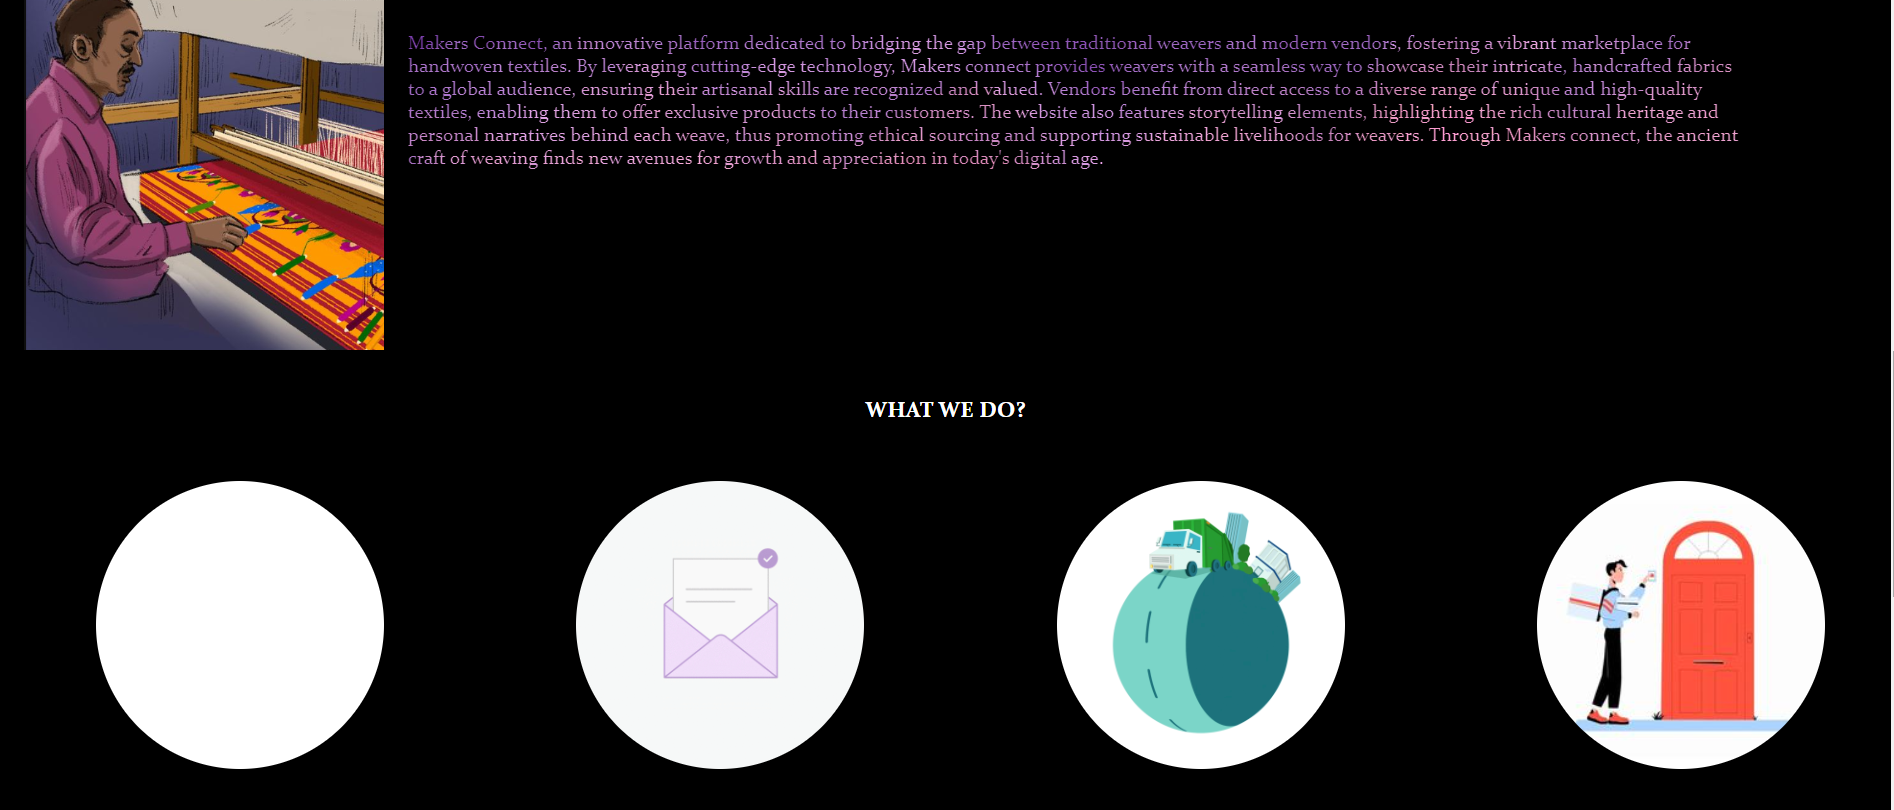 Makers Connect, an innovative platform dedicated to bridging the gap between traditional weavers and modern vendors, fostering a vibrant marketplace for
handwoven textiles. By leveraging cutting-edge technology, Makers connect provides weavers with a seamless way to showcase their intricate, handcrafted fabrics
to a global audience, ensuring their artisanal skills are recognized and valued. Vendors benefit from direct access to a diverse range of unique and high-quality
textiles, enabling them to offer exclusive products to their customers. The website also features storytelling elements, highlighting the rich cultural heritage and
personal narratives behind each weave, thus promoting ethical sourcing and supporting sustainable livelihoods for weavers. Through Makers connect, the ancient
craft of weaving finds new avenues for growth and appreciation in today's digital age.
WHAT WE DO?